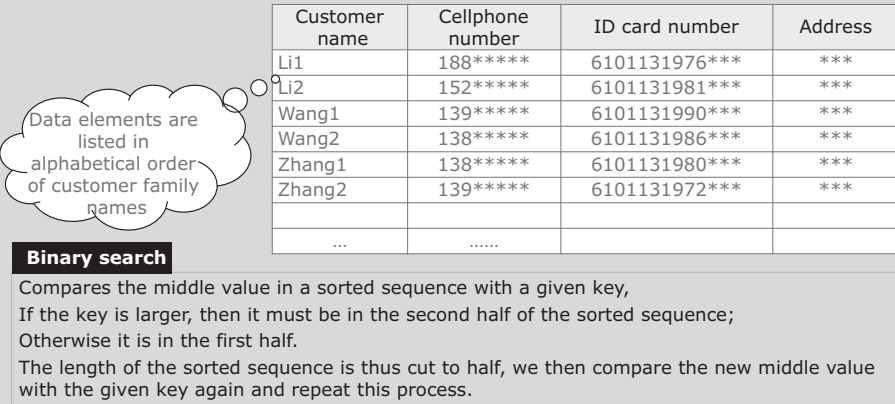 Customer name Cellphone number ID card number Address
Li1 188***** 6101131976*** ***
Li2 152***** 6101131981*** ***
Wang1 139***** 6101131990*** ***
Wang2 138***** 6101131986*** ***
Zhang1 138***** 6101131980*** ***
Zhang2 139***** 6101131972*** ***
... ......
Data elements are
listed in
alphabetical order
of customer family
names
Binary search
Compares the middle value in a sorted sequence with a given key,
If the key is larger, then it must be in the second half of the sorted sequence;
Otherwise it is in the first half.
The length of the sorted sequence is thus cut to half, we then compare the new middle value
with the given key again and repeat this process.